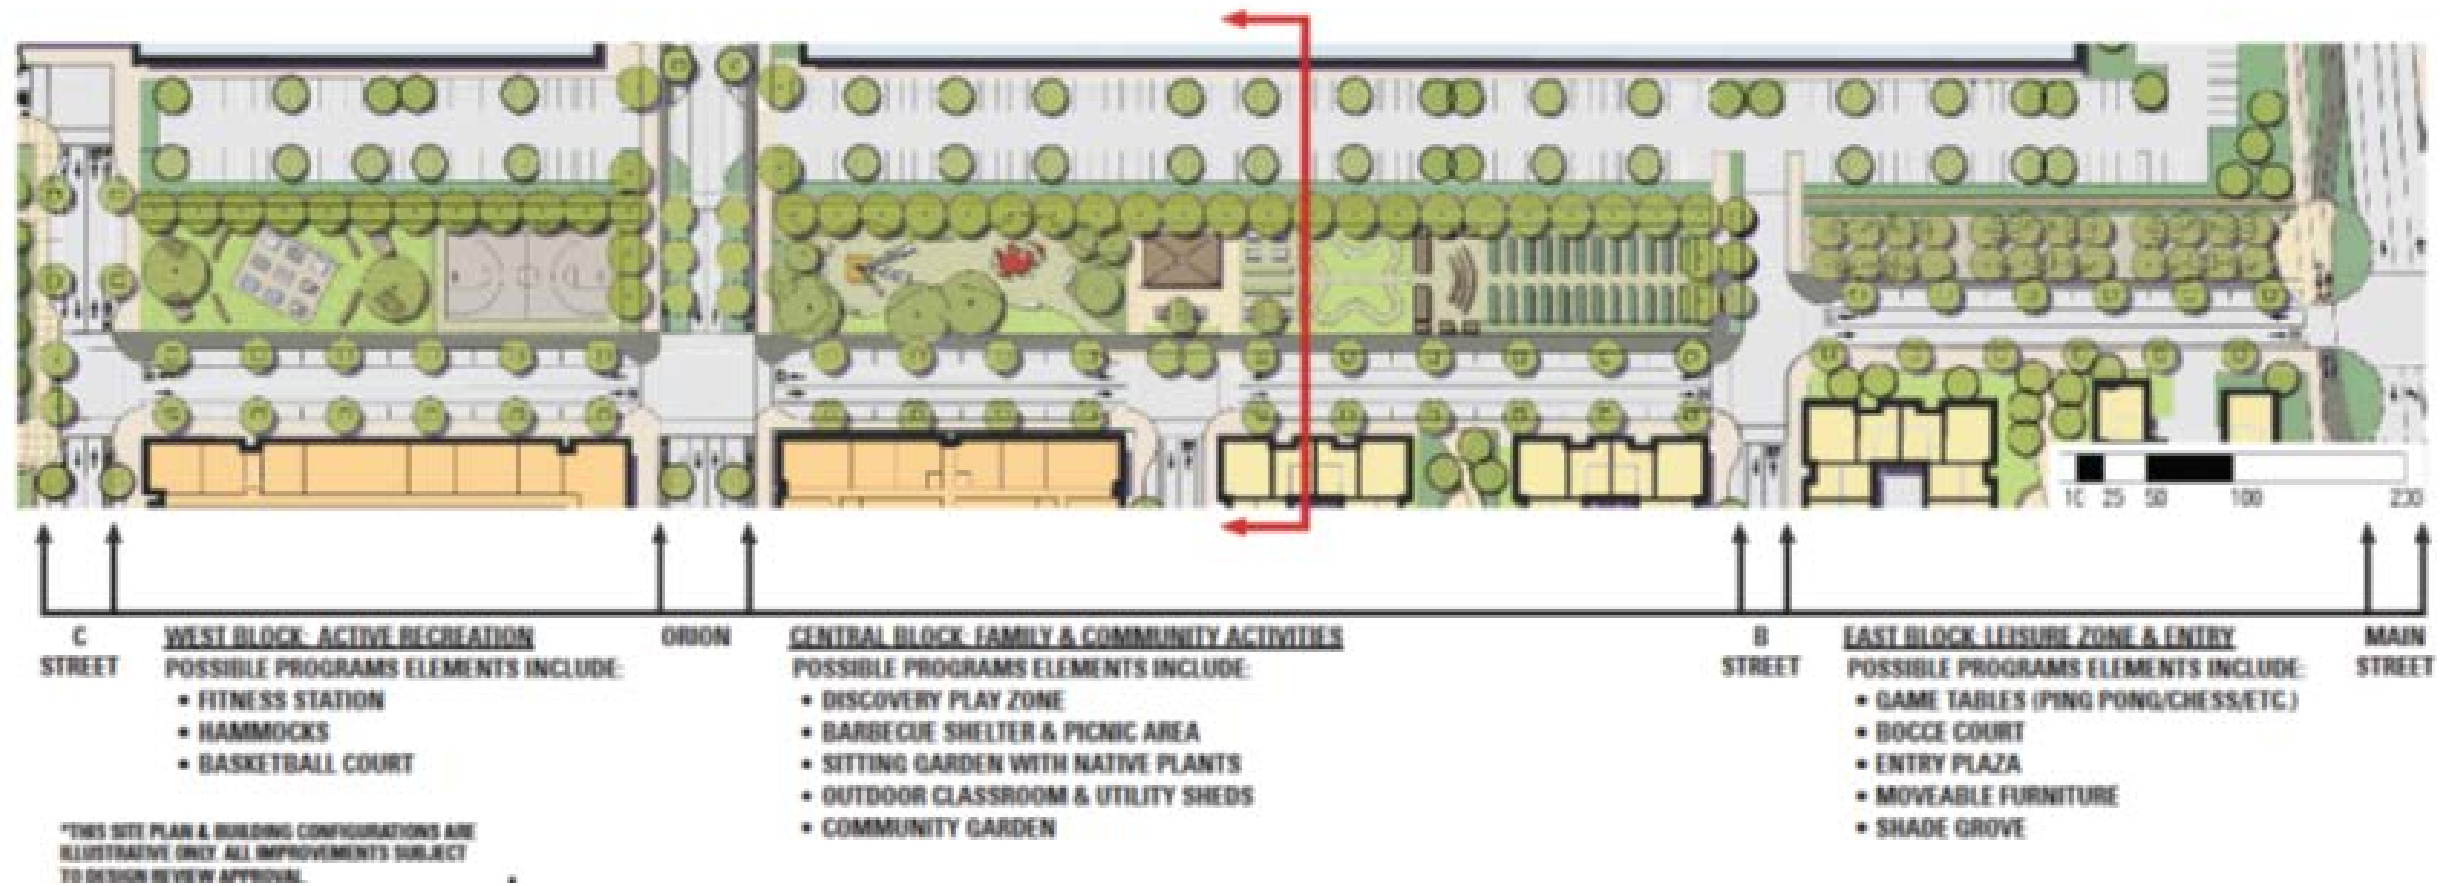 10 25 50 100 200
C
STREET
WEST BLOCK: ACTIVE RECREATION
POSSIBLE PROGRAMS ELEMENTS INCLUDE:
• FITNESS STATION
• HAMMOCKS
• BASKETBALL COURT
ORION
CENTRAL BLOCK: FAMILY & COMMUNITY ACTIVITIES
POSSIBLE PROGRAMS ELEMENTS INCLUDE:
• DISCOVERY PLAY ZONE
• BARBECUE SHELTER & PICNIC AREA
• SITTING GARDEN WITH NATIVE PLANTS
• OUTDOOR CLASSROOM & UTILITY SHEDS
• COMMUNITY GARDEN
B
STREET
EAST BLOCK: LEISURE ZONE & ENTRY
POSSIBLE PROGRAMS ELEMENTS INCLUDE:
• GAME TABLES (PING PONG/CHESS/ETC.)
• BOCCE COURT
• ENTRY PLAZA
• MOVEABLE FURNITURE
• SHADE GROVE
MAIN
STREET
*THIS SITE PLAN & BUILDING CONFIGURATIONS ARE
ILLUSTRATIVE ONLY. ALL IMPROVEMENTS SUBJECT
TO DESIGN REVIEW APPROVAL.